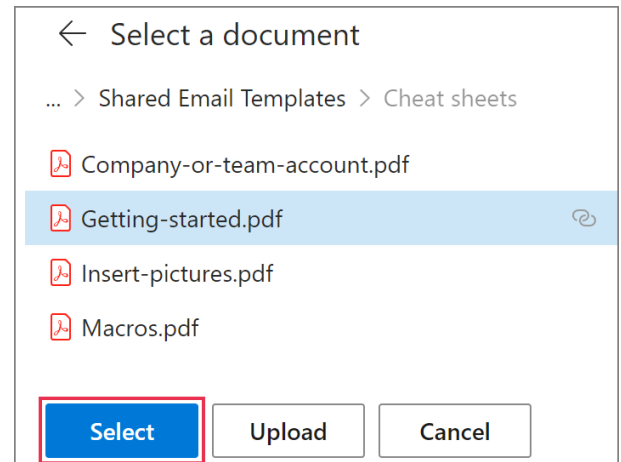 Select a document
... > Shared Email Templates > Cheat sheets
Company-or-team-account.pdf
Getting-started.pdf
Insert-pictures.pdf
Macros.pdf
Select Upload Cancel